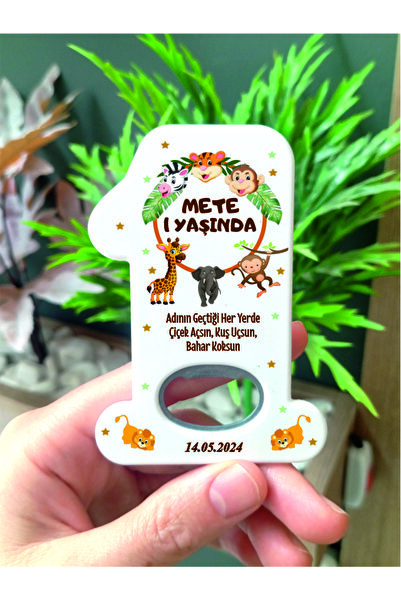 METE
1 YAŞINDA
Adının Geçtiği Her Yerde
Çiçek Açsın, Kuş Uçsun,
Bahar Koksun
14.05.2024